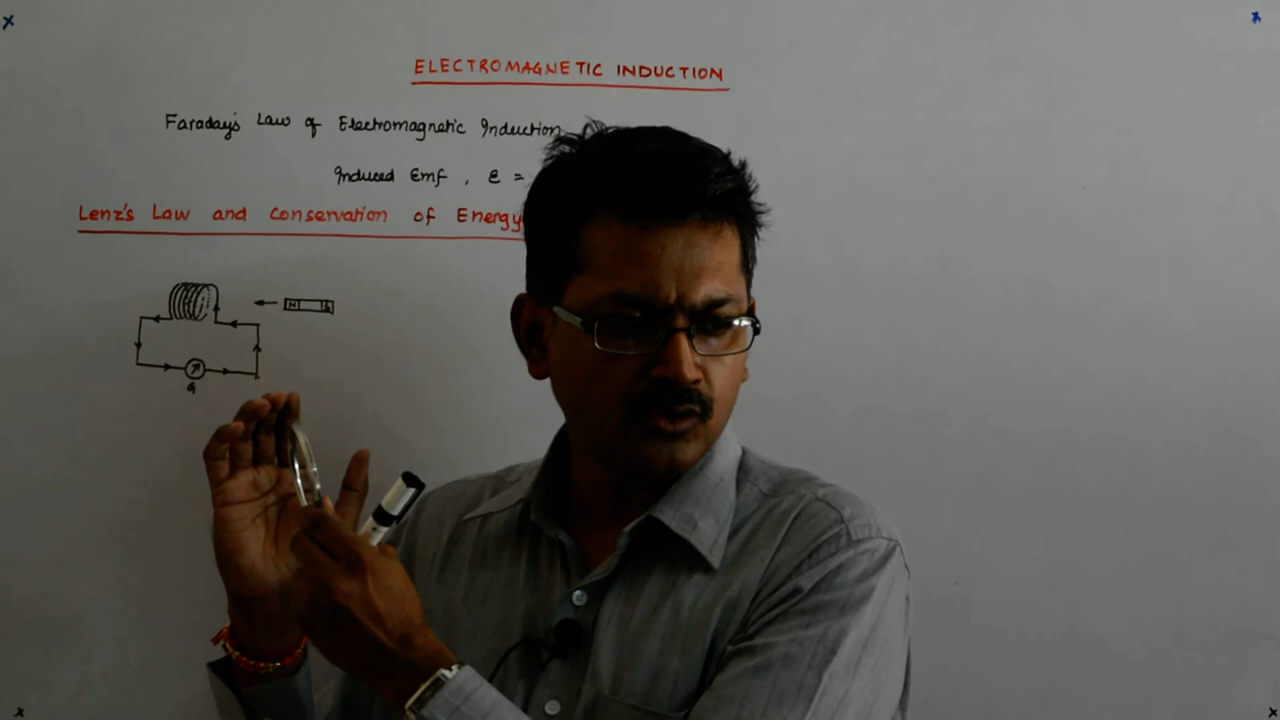 ELECTROMAGNETIC INDUCTION
Faraday's Law of Electromagnetic Induction
Induced Emf , ε =
Lenz's Law and Conservation of Energy
N S
G